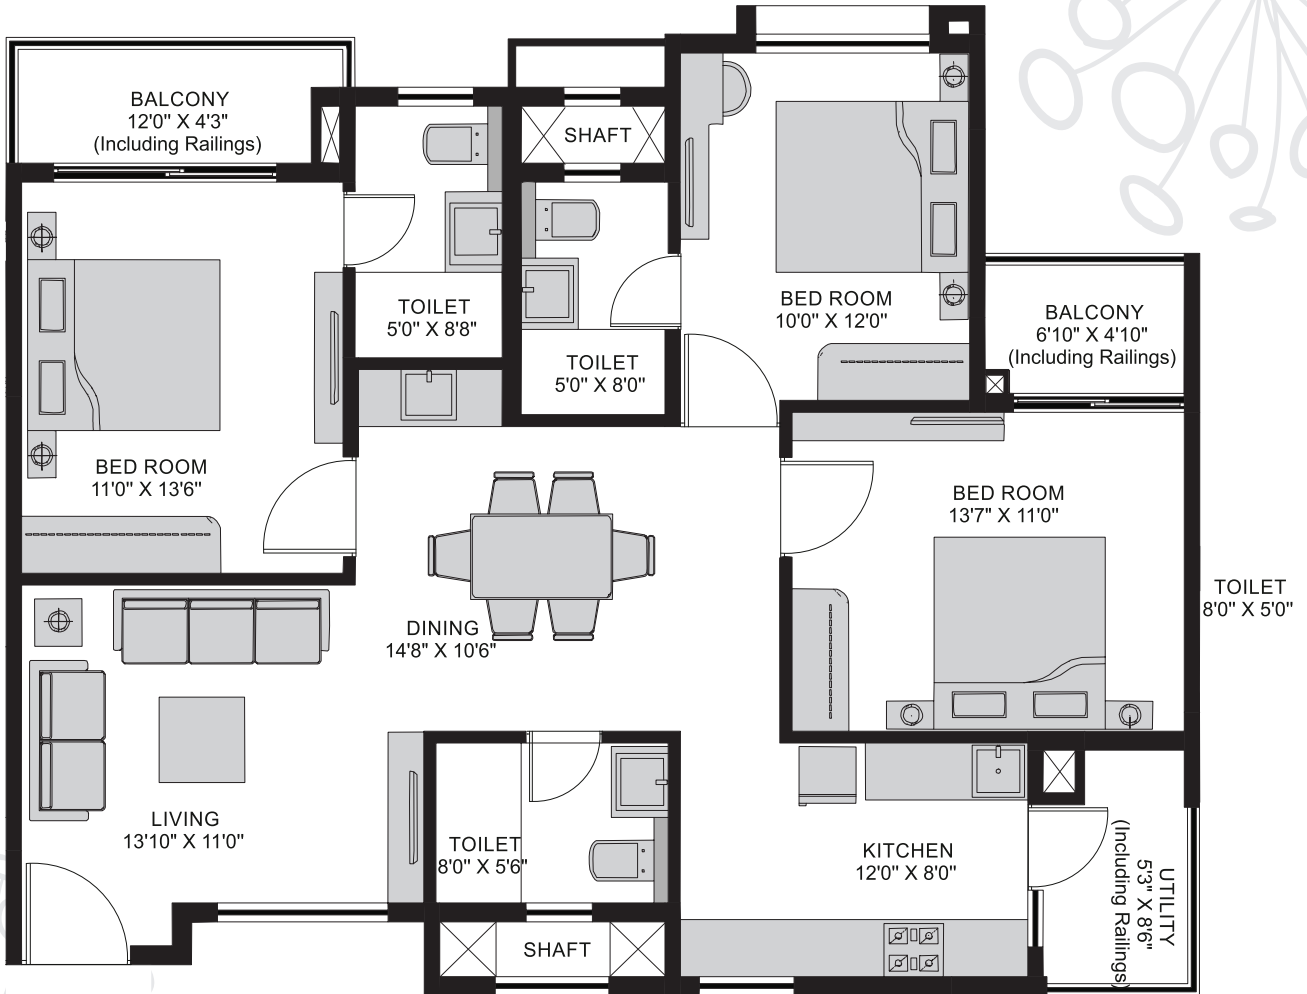 BALCONY
12'0" X 4'3"
(Including Railings)
SHAFT
TOILET
5'0" X 8'8"
TOILET
5'0" X 8'0"
BED ROOM
10'0" X 12'0"
BALCONY
6'10" X 4'10"
(Including Railings)
BED ROOM
11'0" X 13'6"
BED ROOM
13'7" X 11'0"
TOILET
8'0" X 5'0"
DINING
14'8" X 10'6"
LIVING
13'10" X 11'0"
TOILET
8'0" X 5'6"
KITCHEN
12'0" X 8'0"
UTILITY
5'3" X 8'6"
(Including Railings)
SHAFT